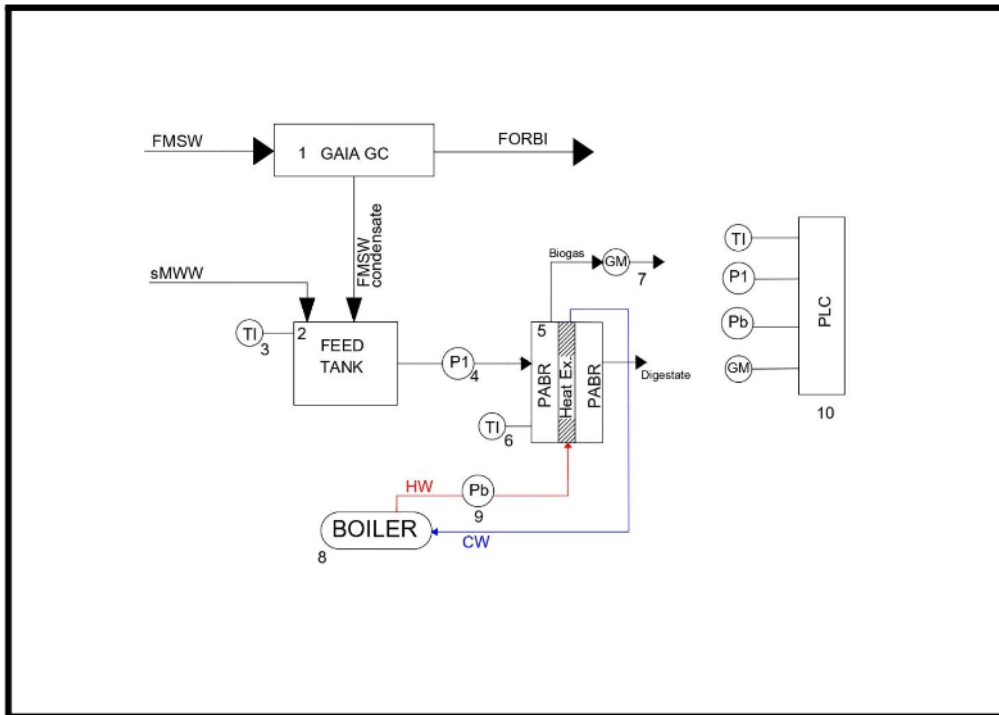 FMSW
1 GAIA GC
FORBI
FMSW
condensate
sMWW
TI
3
2
FEED
TANK
P1
4
Biogas
GM
7
5
PABR
Heat Ex.
PABR
Digestate
TI
6
HW
Pb
9
BOILER
8
CW
TI
P1
Pb
GM
PLC
10